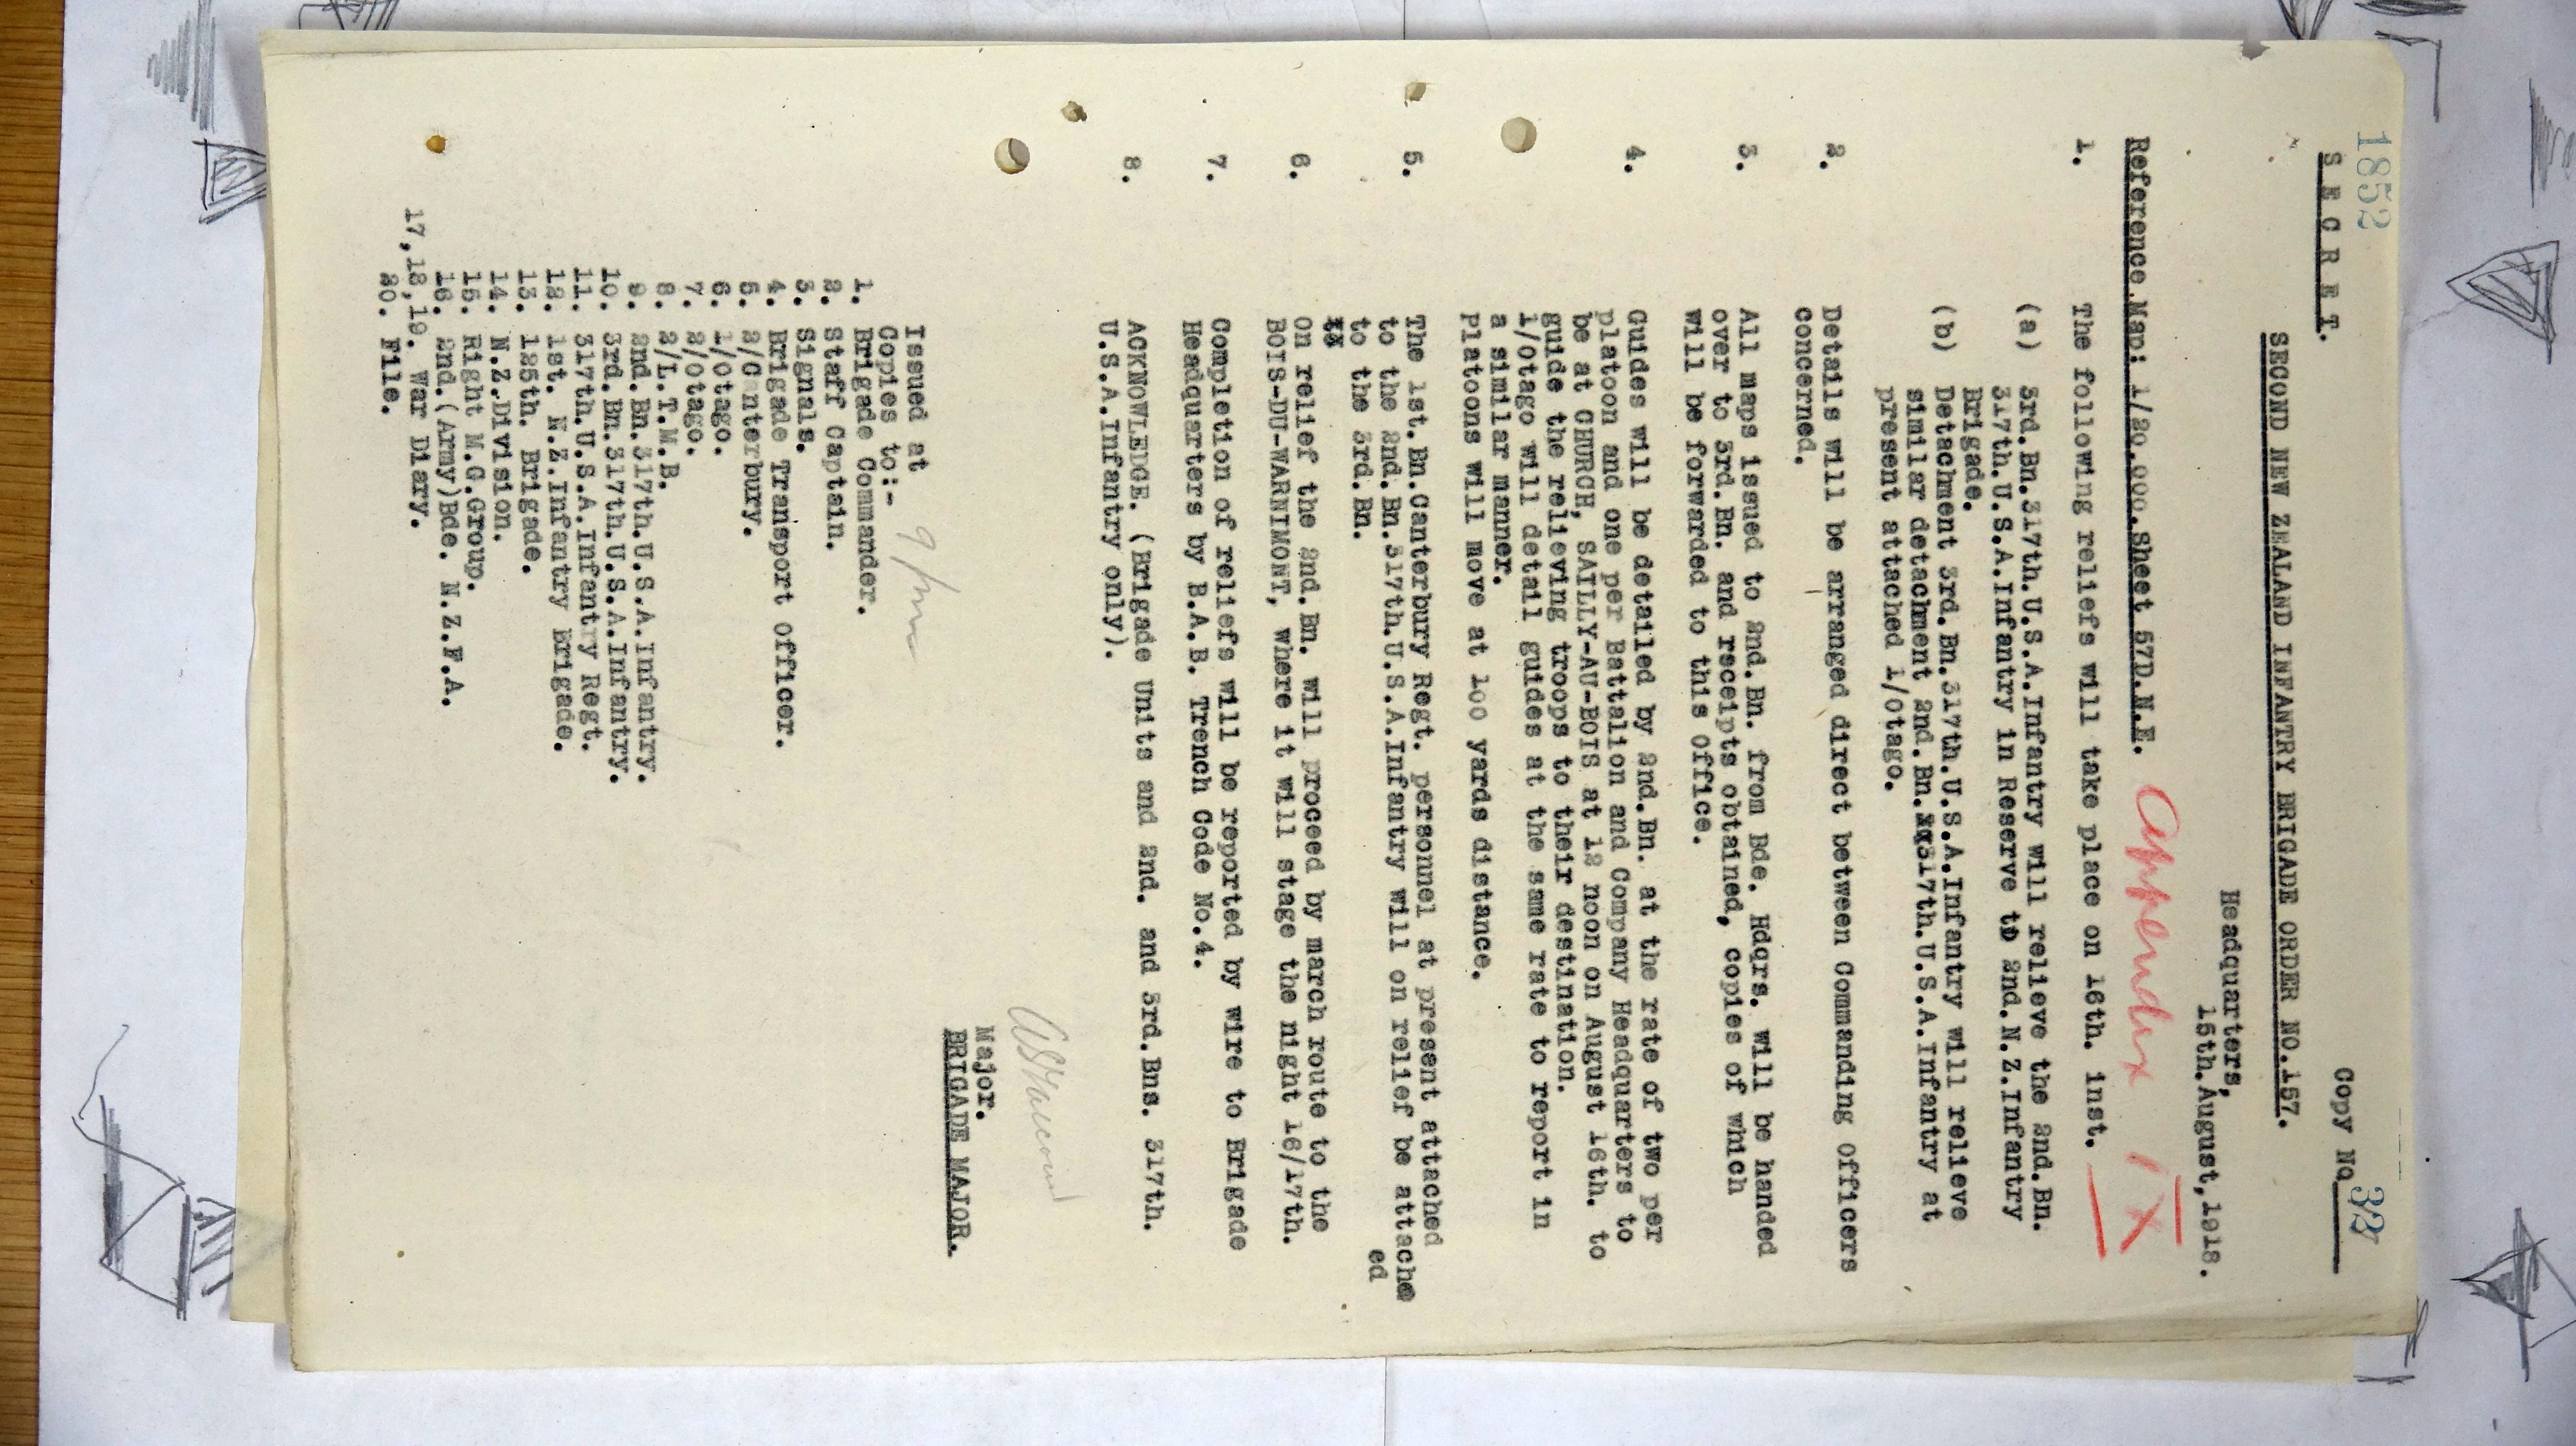 1852
S E C R E T.
Copy No 32
SECOND NEW ZEALAND INFANTRY BRIGADE ORDER NO.157.
Headquarters,
15th.August,1918.
Reference Map: 1/20,000.Sheet 57D.N.E.
Appendix IX
1. The following reliefs will take place on 16th. inst.
(a) 3rd.Bn.317th.U.S.A.Infantry will relieve the 2nd.Bn.
317th.U.S.A.Infantry in Reserve to 2nd.N.Z.Infantry
Brigade.
(b) Detachment 3rd.Bn.317th.U.S.A.Infantry will relieve
similar detachment 2nd.Bn.xx317th.U.S.A.Infantry at
present attached 1/Otago.
2. Details will be arranged direct between Commanding Officers
concerned.
3. All maps issued to 2nd.Bn. from Bde. Hdqrs. will be handed
over to 3rd.Bn. and receipts obtained, copies of which
will be forwarded to this Office.
4. Guides will be detailed by 2nd.Bn. at the rate of two per
platoon and one per Battalion and Company Headquarters to
be at CHURCH, SAILLY-AU-BOIS at 12 noon on August 16th. to
guide the relieving troops to their destination.
1/Otago will detail guides at the same rate to report in
a similar manner.
Platoons will move at 100 yards distance.
5. The 1st.Bn.Canterbury Regt. personnel at present attached
to the 2nd.Bn.317th.U.S.A.Infantry will on relief be attache
ed
to the 3rd.Bn.
6. On relief the 2nd.Bn. will proceed by march route to the
BOIS-DU-WARNIMONT, where it will stage the night 16/17th.
7. Completion of reliefs will be reported by wire to Brigade
Headquarters by B.A.B. Trench Code No.4.
8. ACKNOWLEDGE. (Brigade Units and 2nd. and 3rd.Bns. 317th.
U.S.A.Infantry only).
Major.
BRIGADE MAJOR.
Issued at
Copies to:-
1. Brigade Commander.
2. Staff Captain.
3. Signals.
4. Brigade Transport Officer.
5. 2/Canterbury.
6. 1/Otago.
7. 2/Otago.
8. 2/L.T.M.B.
9. 2nd.Bn.317th.U.S.A.Infantry.
10. 3rd.Bn.317th.U.S.A.Infantry.
11. 317th.U.S.A.Infantry Regt.
12. 1st. N.Z.Infantry Brigade.
13. 125th. Brigade.
14. N.Z.Division.
15. Right M.G.Group.
16. 2nd.(Army)Bde. N.Z.F.A.
17,18,19. War Diary.
20. File.